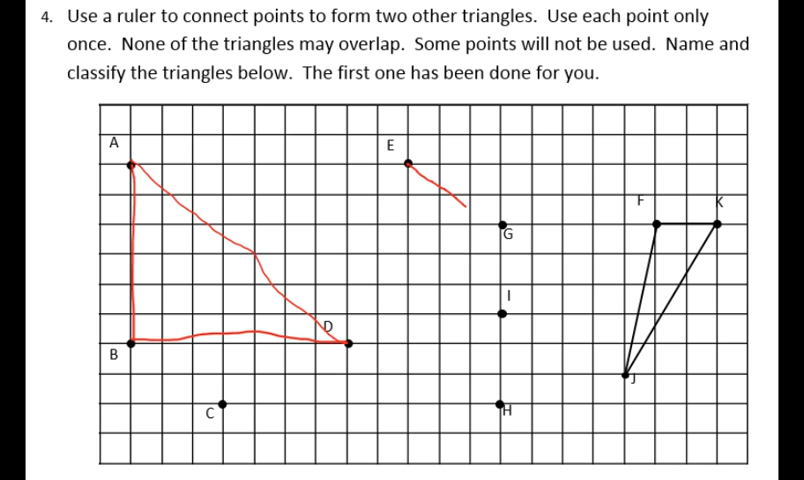 4. Use a ruler to connect points to form two other triangles. Use each point only
once. None of the triangles may overlap. Some points will not be used. Name and
classify the triangles below. The first one has been done for you.
A
E
F
K
G
I
D
B
J
C
H